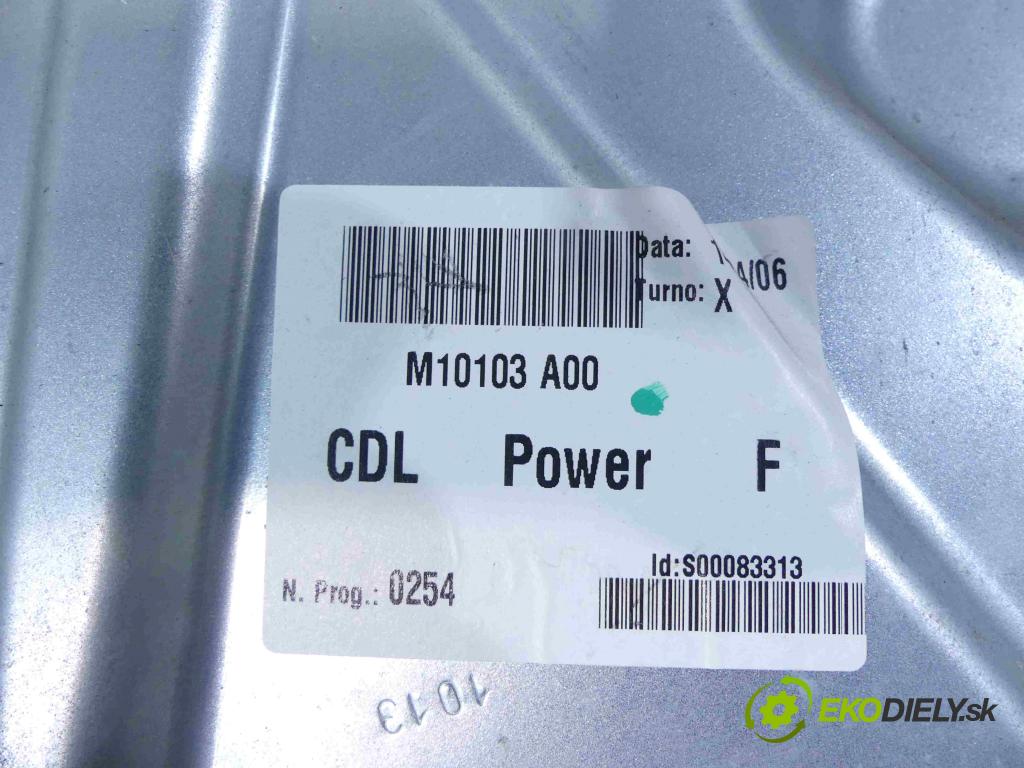 Data:
Turno: X
M10103 A00
CDL Power F
Id:S00083313
N. Prog.: 0254
1013
EKODIELY.sk